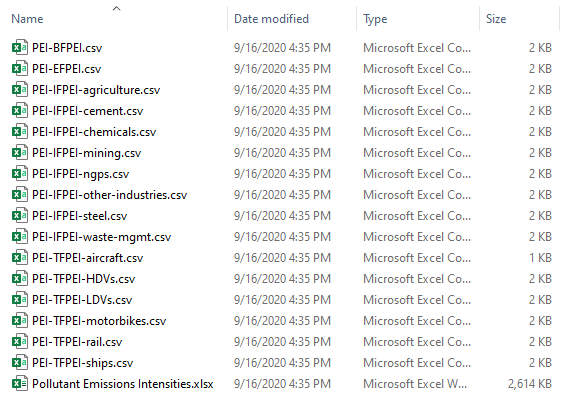 Name Date modified Type Size
PEI-BFPEI.csv 9/16/2020 4:35 PM Microsoft Excel Co... 2 KB
PEI-EFPEI.csv 9/16/2020 4:35 PM Microsoft Excel Co... 2 KB
PEI-IFPEI-agriculture.csv 9/16/2020 4:35 PM Microsoft Excel Co... 2 KB
PEI-IFPEI-cement.csv 9/16/2020 4:35 PM Microsoft Excel Co... 2 KB
PEI-IFPEI-chemicals.csv 9/16/2020 4:35 PM Microsoft Excel Co... 2 KB
PEI-IFPEI-mining.csv 9/16/2020 4:35 PM Microsoft Excel Co... 2 KB
PEI-IFPEI-ngps.csv 9/16/2020 4:35 PM Microsoft Excel Co... 2 KB
PEI-IFPEI-other-industries.csv 9/16/2020 4:35 PM Microsoft Excel Co... 2 KB
PEI-IFPEI-steel.csv 9/16/2020 4:35 PM Microsoft Excel Co... 2 KB
PEI-IFPEI-waste-mgmt.csv 9/16/2020 4:35 PM Microsoft Excel Co... 2 KB
PEI-TFPEI-aircraft.csv 9/16/2020 4:35 PM Microsoft Excel Co... 1 KB
PEI-TFPEI-HDVs.csv 9/16/2020 4:35 PM Microsoft Excel Co... 2 KB
PEI-TFPEI-LDVs.csv 9/16/2020 4:35 PM Microsoft Excel Co... 2 KB
PEI-TFPEI-motorbikes.csv 9/16/2020 4:35 PM Microsoft Excel Co... 2 KB
PEI-TFPEI-rail.csv 9/16/2020 4:35 PM Microsoft Excel Co... 2 KB
PEI-TFPEI-ships.csv 9/16/2020 4:35 PM Microsoft Excel Co... 2 KB
Pollutant Emissions Intensities.xlsx 9/16/2020 4:35 PM Microsoft Excel W... 2,614 KB